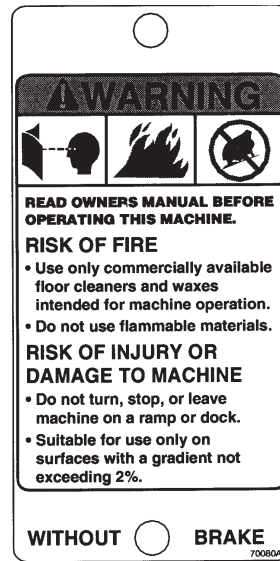 WARNING
READ OWNERS MANUAL BEFORE
OPERATING THIS MACHINE.
RISK OF FIRE
• Use only commercially available
floor cleaners and waxes
intended for machine operation.
• Do not use flammable materials.
RISK OF INJURY OR
DAMAGE TO MACHINE
• Do not turn, stop, or leave
machine on a ramp or dock.
• Suitable for use only on
surfaces with a gradient not
exceeding 2%.
WITHOUT BRAKE
70080A